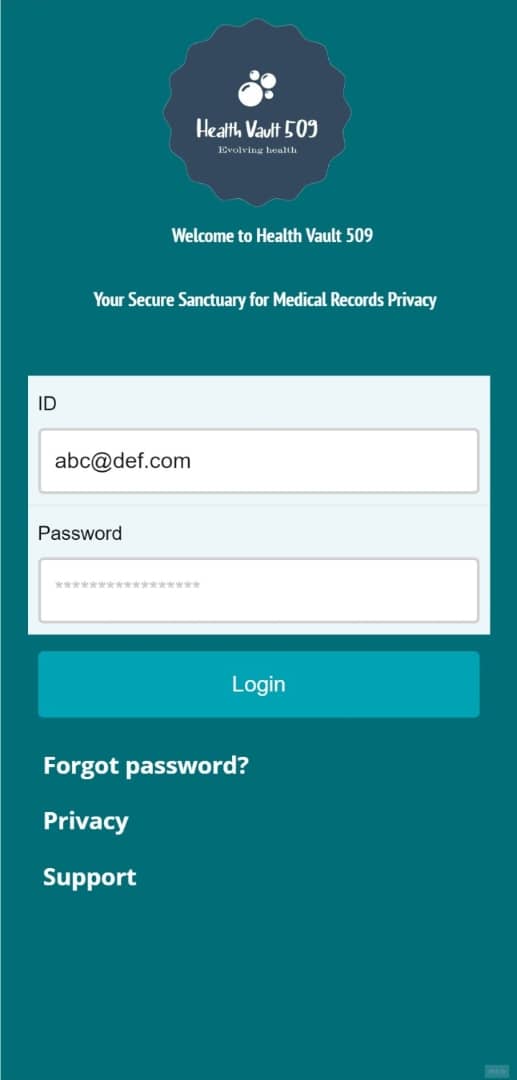 Health Vault 509
Evolving health
Welcome to Health Vault 509
Your Secure Sanctuary for Medical Records Privacy
ID
abc@def.com
Password
*****************
Login
Forgot password?
Privacy
Support